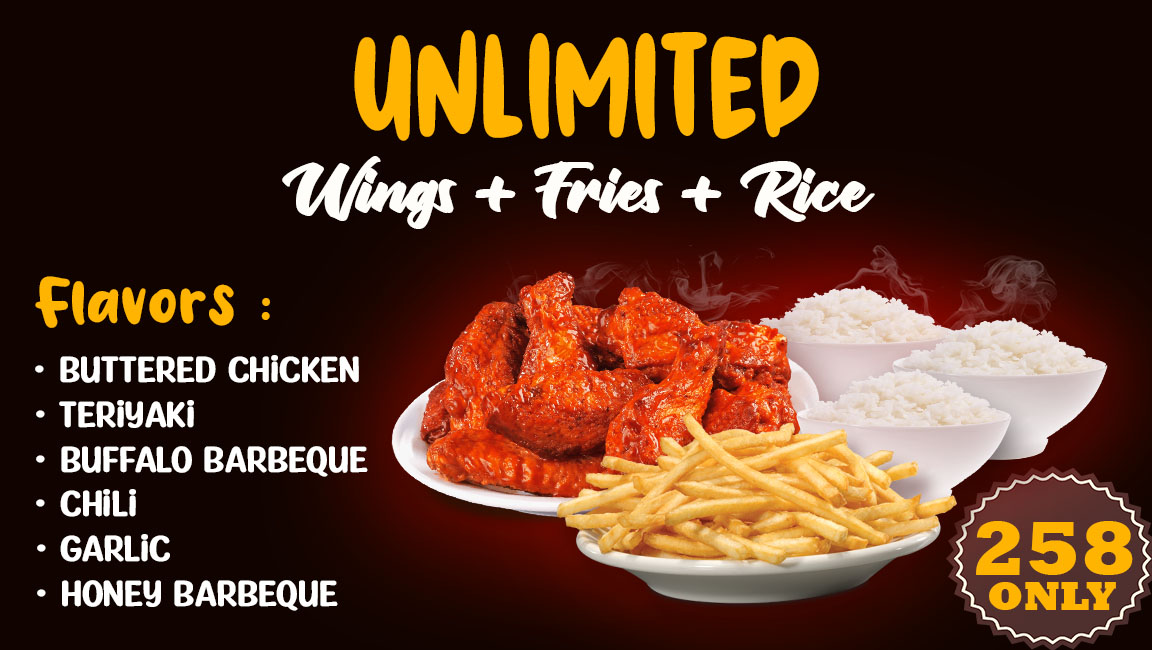 UNLIMITED
Wings + Fries + Rice
Flavors :
• BUTTERED CHiCKEN
• TERiYAKi
• BUFFALO BARBEQUE
• CHiLi
• GARLiC
• HONEY BARBEQUE
258
ONLY